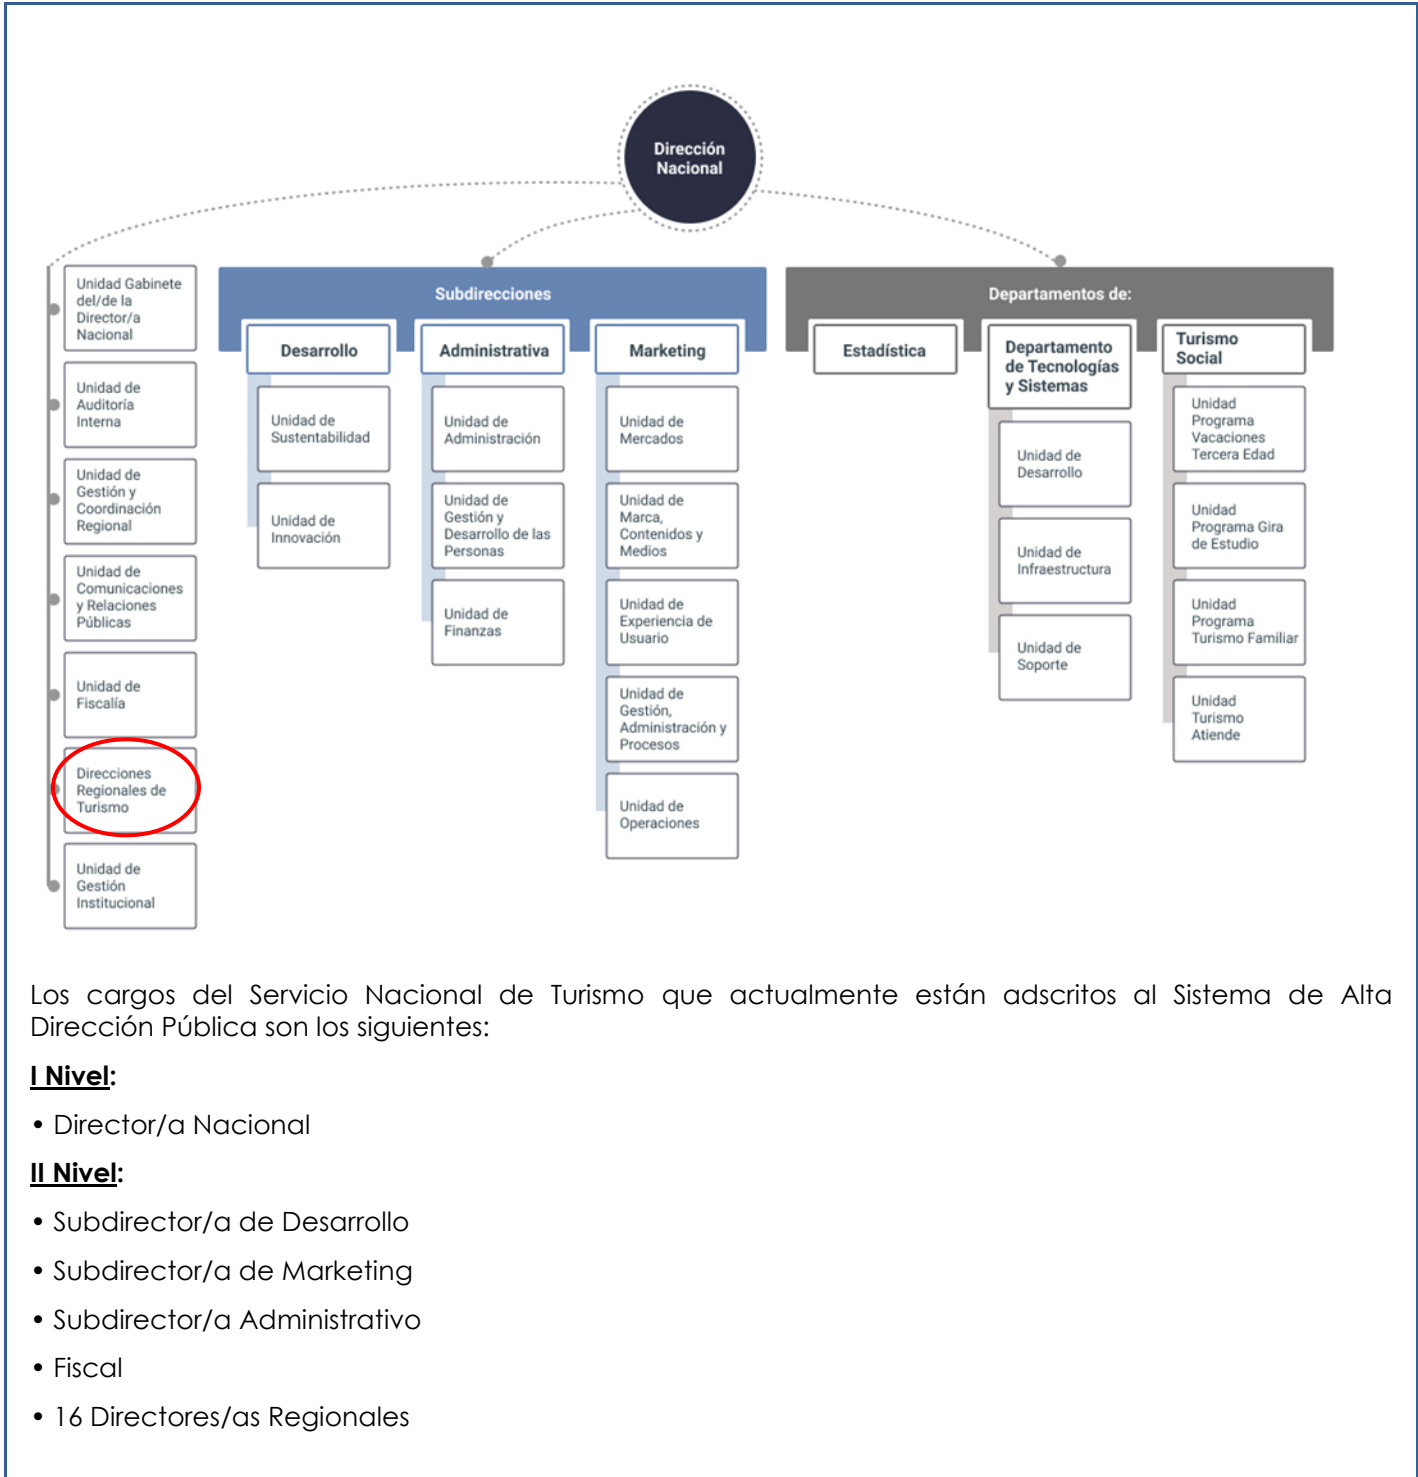 Dirección
Nacional
Unidad Gabinete
del/de la
Director/a
Nacional
Unidad de
Auditoría
Interna
Unidad de
Gestión y
Coordinación
Regional
Unidad de
Comunicaciones
y Relaciones
Públicas
Unidad de
Fiscalía
Direcciones
Regionales de
Turismo
Unidad de
Gestión
Institucional
Subdirecciones
Desarrollo
Unidad de
Sustentabilidad
Unidad de
Innovación
Administrativa
Unidad de
Administración
Unidad de
Gestión y
Desarrollo de las
Personas
Unidad de
Finanzas
Marketing
Unidad de
Mercados
Unidad de
Marca,
Contenidos y
Medios
Unidad de
Experiencia de
Usuario
Unidad de
Gestión,
Administración y
Procesos
Unidad de
Operaciones
Departamentos de:
Estadística
Departamento
de Tecnologías
y Sistemas
Unidad de
Desarrollo
Unidad de
Infraestructura
Unidad de
Soporte
Turismo
Social
Unidad
Programa
Vacaciones
Tercera Edad
Unidad
Programa Gira
de Estudio
Unidad
Programa
Turismo Familiar
Unidad
Turismo
Atiende
Los cargos del Servicio Nacional de Turismo que actualmente están adscritos al Sistema de Alta
Dirección Pública son los siguientes:
I Nivel:
• Director/a Nacional
II Nivel:
• Subdirector/a de Desarrollo
• Subdirector/a de Marketing
• Subdirector/a Administrativo
• Fiscal
• 16 Directores/as Regionales